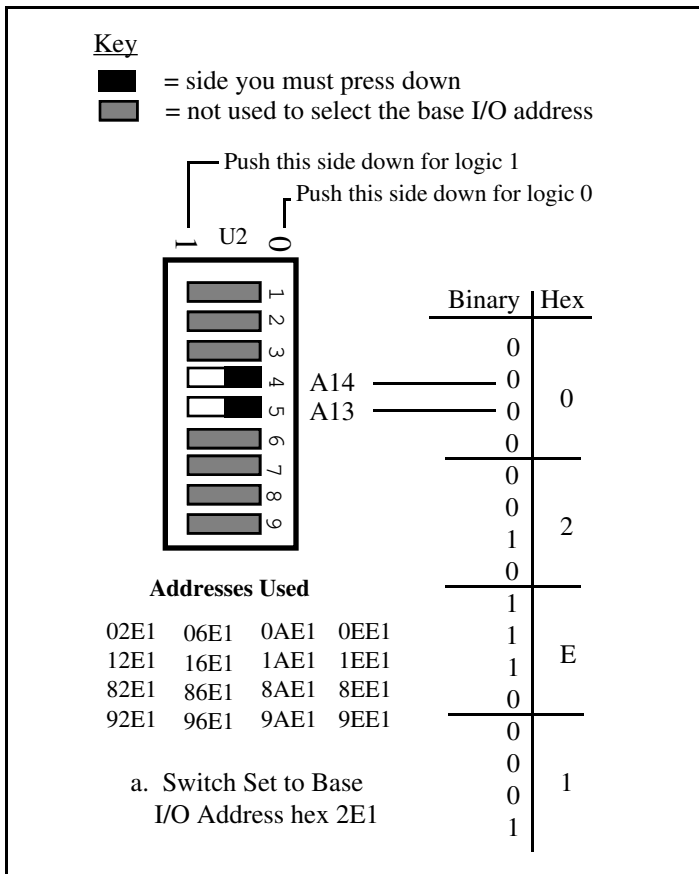 Key
= side you must press down
= not used to select the base I/O address
Push this side down for logic 1
Push this side down for logic 0
1 U2 0
1
2
3
4 A14
5 A13
6
7
8
9
Binary Hex
0
0
0
0
0
0
0
1
0
2
1
1
1
0
E
0
0
0
1
1
Addresses Used
02E1 06E1 0AE1 0EE1
12E1 16E1 1AE1 1EE1
82E1 86E1 8AE1 8EE1
92E1 96E1 9AE1 9EE1
a. Switch Set to Base
I/O Address hex 2E1